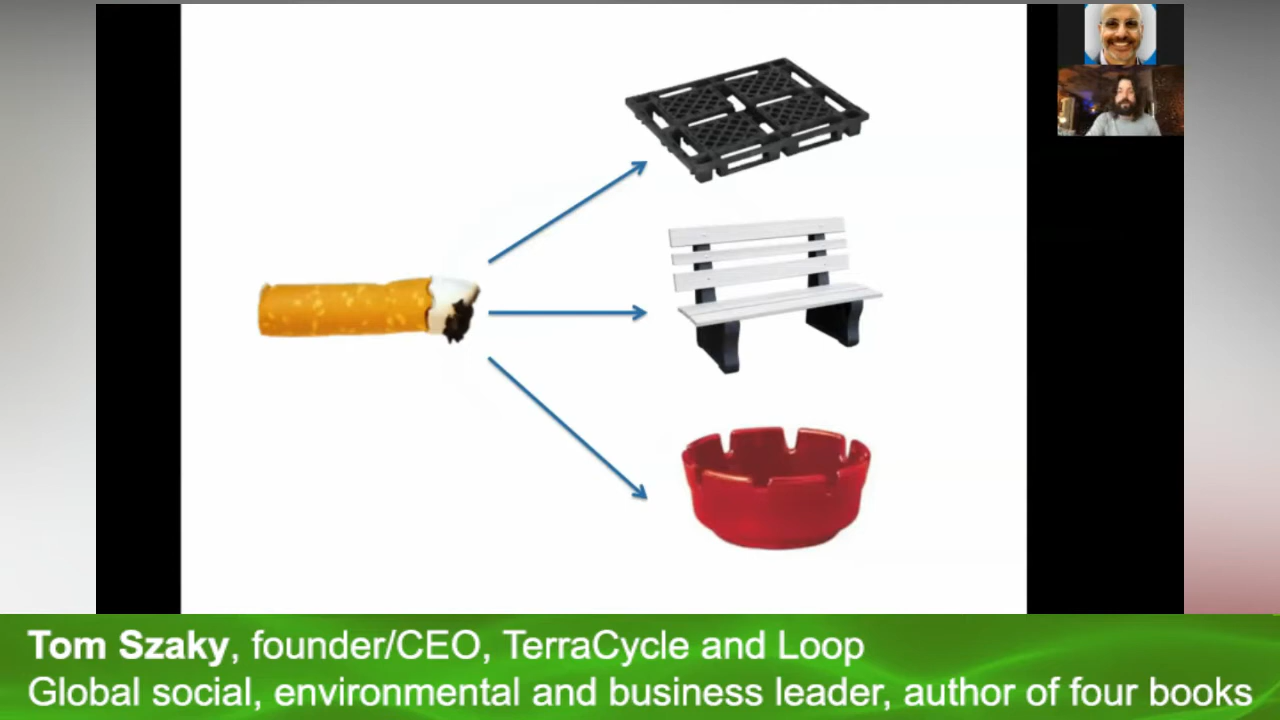 Tom Szaky, founder/CEO, TerraCycle and Loop
Global social, environmental and business leader, author of four books